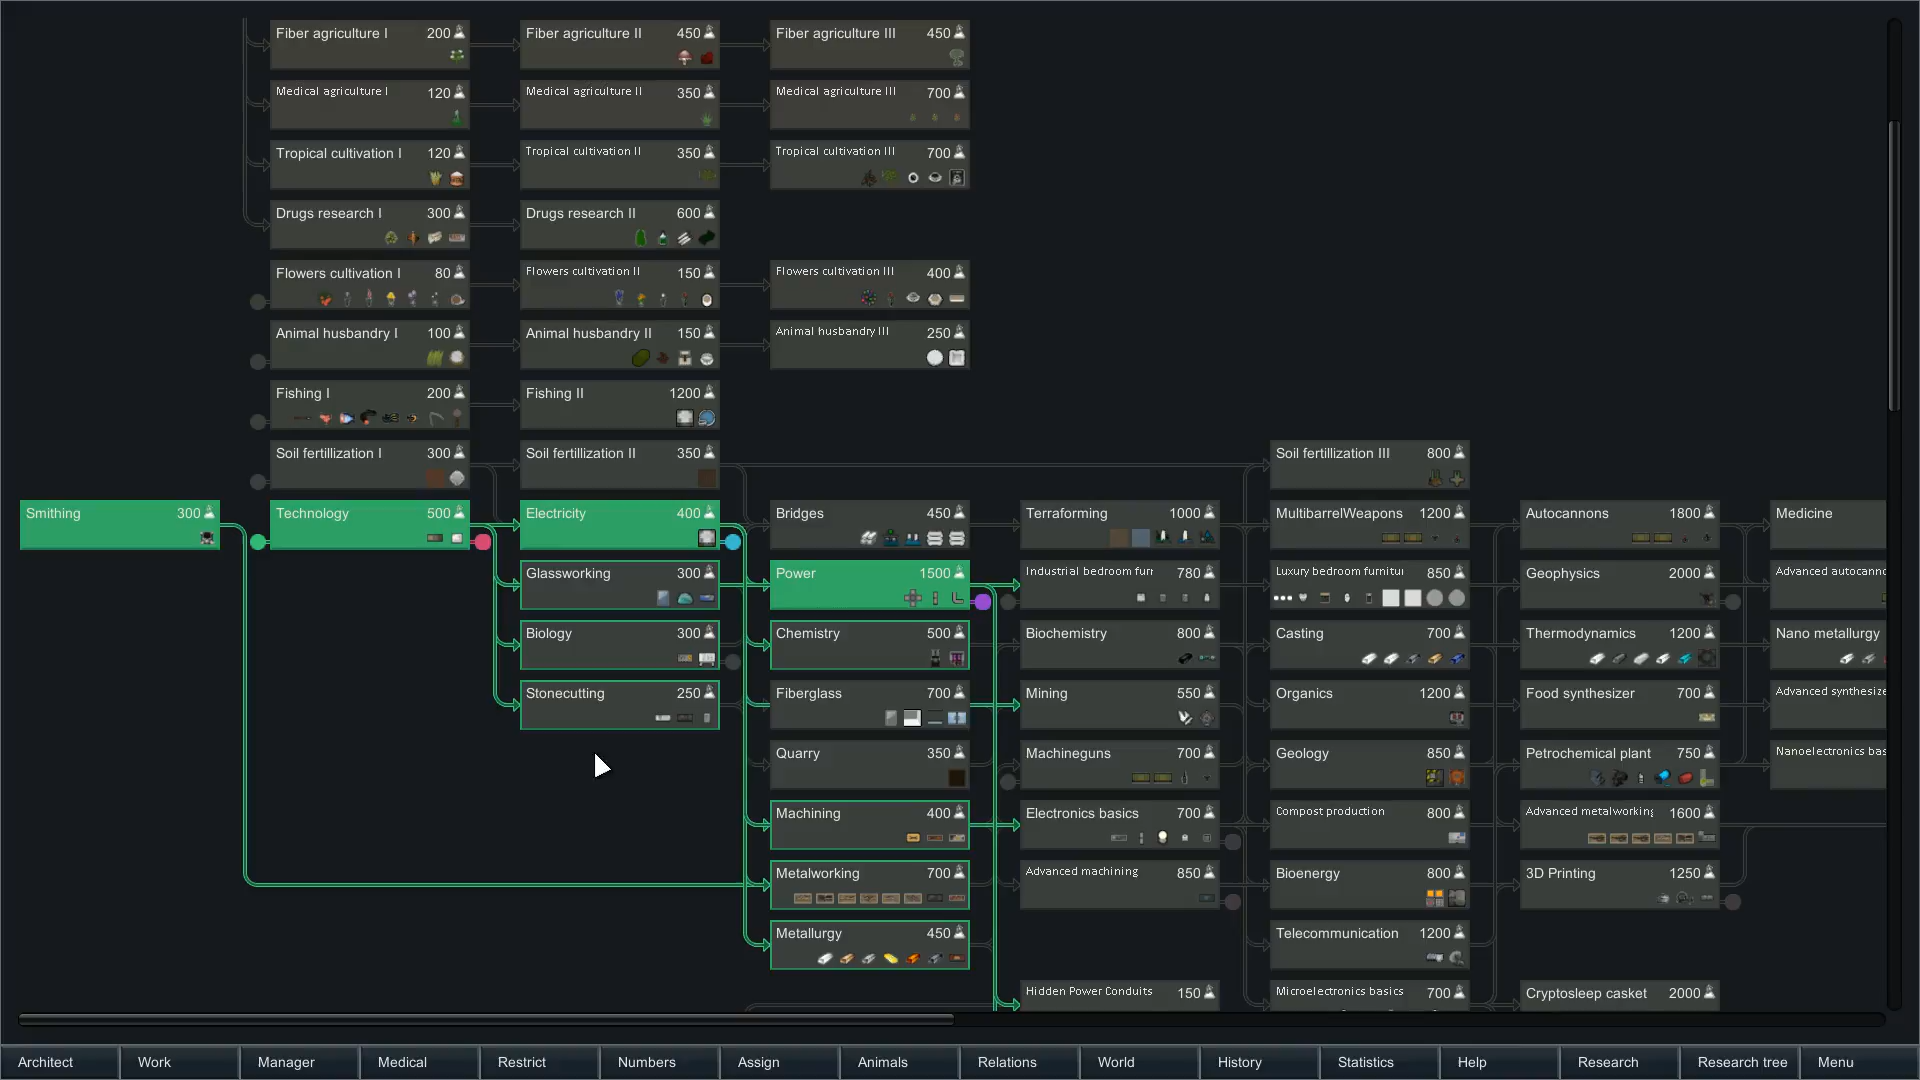 Fiber agriculture I 200 Fiber agriculture II 450 Fiber agriculture III 450
Medical agriculture I 120 Medical agriculture II 350 Medical agriculture III 700
Tropical cultivation I 120 Tropical cultivation II 350 Tropical cultivation III 700
Drugs research I 300 Drugs research II 600
Flowers cultivation I 80 Flowers cultivation II 150 Flowers cultivation III 400
Animal husbandry I 100 Animal husbandry II 150 Animal husbandry III 250
Fishing I 200 Fishing II 1200
Soil fertillization I 300 Soil fertillization II 350 Soil fertillization III 800
Smithing 300 Technology 500 Electricity 400 Bridges 450 Terraforming 1000 MultibarrelWeapons 1200 Autocannons 1800 Medicine
Glassworking 300 Power 1500 Industrial bedroom furr 780 Luxury bedroom furnitu 850 Geophysics 2000 Advanced autocann
Biology 300 Chemistry 500 Biochemistry 800 Casting 700 Thermodynamics 1200 Nano metallurgy
Stonecutting 250 Fiberglass 700 Mining 550 Organics 1200 Food synthesizer 700 Advanced synthesize
Quarry 350 Machineguns 700 Geology 850 Petrochemical plant 750 Nanoelectronics bas
Machining 400 Electronics basics 700 Compost production 800 Advanced metalworking 1600
Metalworking 700 Advanced machining 850 Bioenergy 800 3D Printing 1250
Metallurgy 450 Telecommunication 1200
Hidden Power Conduits 150 Microelectronics basics 700 Cryptosleep casket 2000
Architect Work Manager Medical Restrict Numbers Assign Animals Relations World History Statistics Help Research Research tree Menu